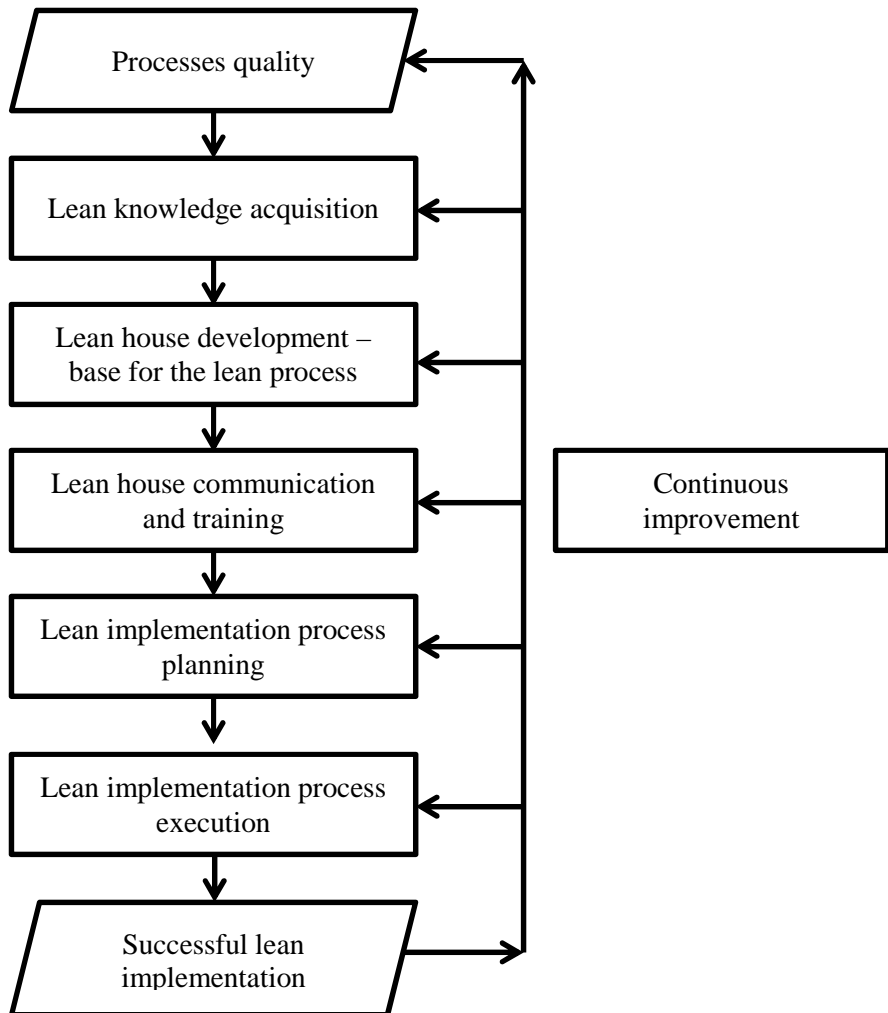 Processes quality
Lean knowledge acquisition
Lean house development –
base for the lean process
Lean house communication
and training
Continuous
improvement
Lean implementation process
planning
Lean implementation process
execution
Successful lean
implementation